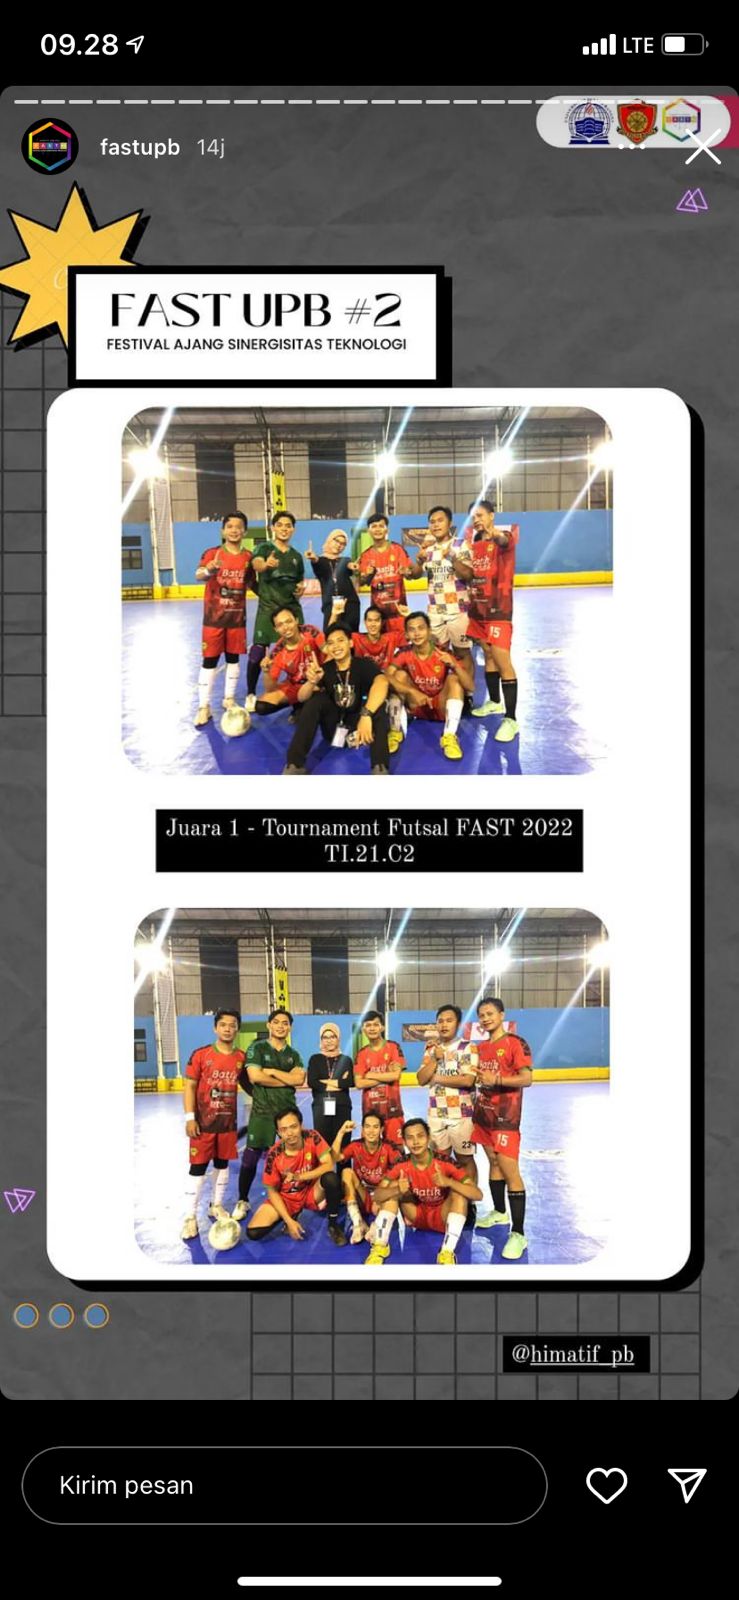 09.28
LTE
fastupb 14j
FAST UPB #2
FESTIVAL AJANG SINERGISITAS TEKNOLOGI
Juara 1 - Tournament Futsal FAST 2022
TI.21.C2
@himatif_pb
Kirim pesan